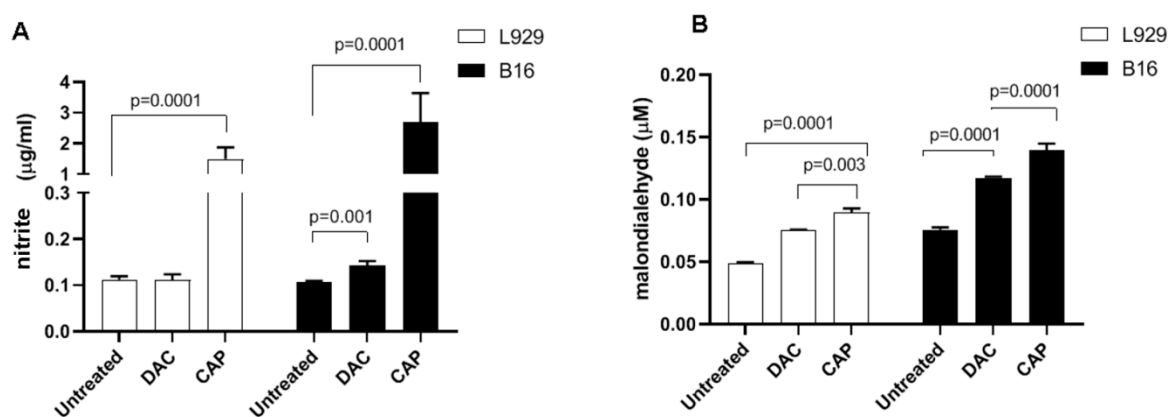 A
L929
B16
p=0.0001
p=0.0001
p=0.001
nitrite (μg/ml)
4
3
2
1
0.3
0.2
0.1
0.0
Untreated
DAC
CAP
Untreated
DAC
CAP
B
L929
B16
p=0.0001
p=0.003
p=0.0001
p=0.0001
malondialehyde (μM)
0.20
0.15
0.10
0.05
0.00
Untreated
DAC
CAP
Untreated
DAC
CAP